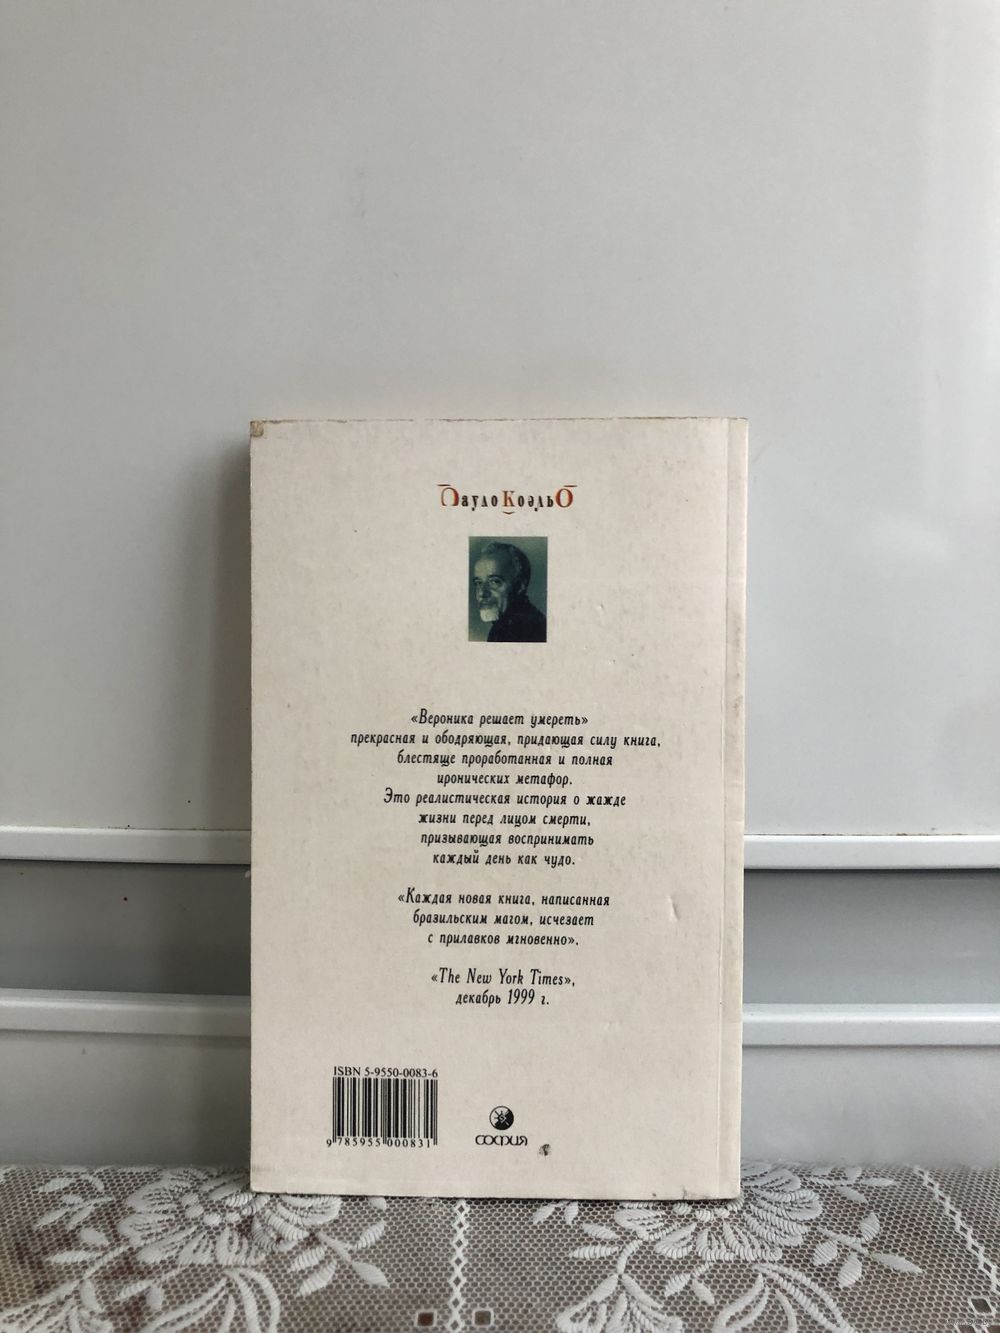 Пауло Коэльо
«Вероника решает умереть»
прекрасная и ободряющая, придающая силу книга,
блестяще проработанная и полная
иронических метафор.
Это реалистическая история о жажде
жизни перед лицом смерти,
призывающая воспринимать
каждый день как чудо.
«Каждая новая книга, написанная
бразильским магом, исчезает
с прилавков мгновенно».
«The New York Times»,
декабрь 1999 г.
ISBN 5-9550-0083-6
9 785955 000831
СОФИЯ